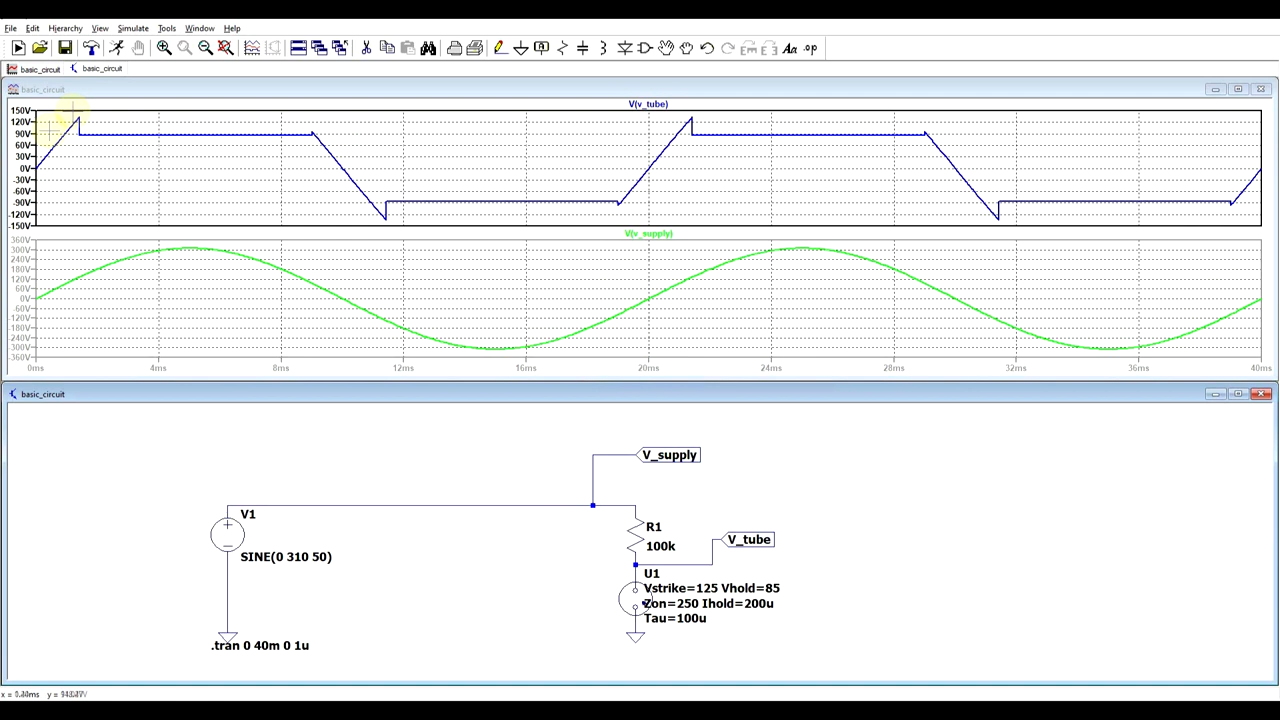 File Edit Hierarchy View Simulate Tools Window Help
basic_circuit basic_circuit
basic_circuit
V(v_tube)
150V
120V
90V
60V
30V
0V
-30V
-60V
-90V
-120V
-150V
V(v_supply)
360V
300V
240V
180V
120V
60V
0V
-60V
-120V
-180V
-240V
-300V
-360V
0ms 4ms 8ms 12ms 16ms 20ms 24ms 28ms 32ms 36ms 40ms
basic_circuit
V_supply
V1
SINE(0 310 50)
R1
100k
V_tube
U1
Vstrike=125 Vhold=85
Zon=250 Ihold=200u
Tau=100u
.tran 0 40m 0 1u